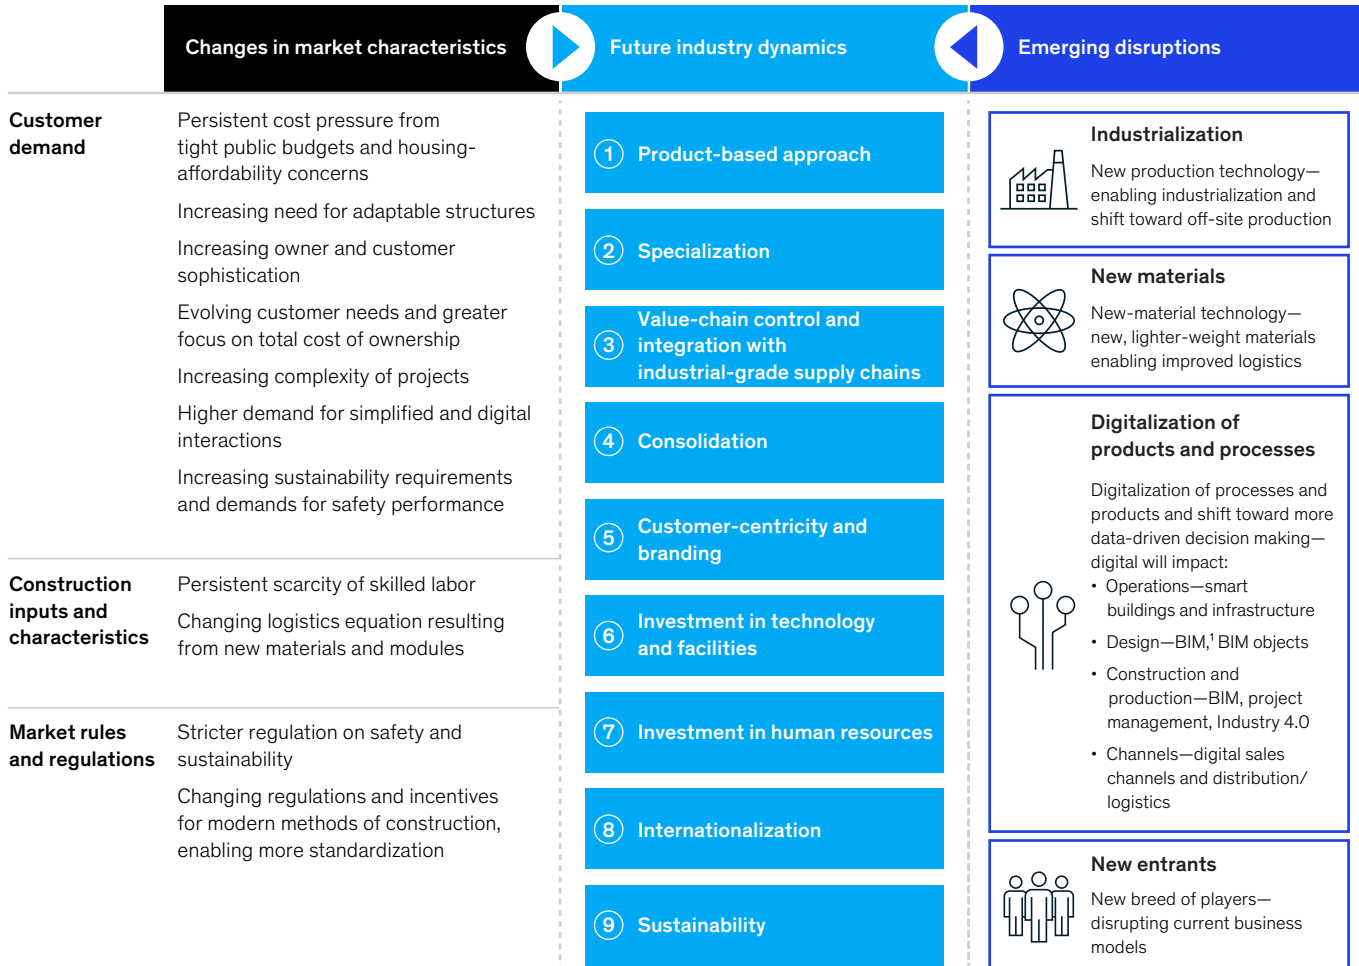 Changes in market characteristics
Future industry dynamics
Emerging disruptions
Customer
demand
Persistent cost pressure from
tight public budgets and housing-
affordability concerns
Increasing need for adaptable structures
Increasing owner and customer
sophistication
Evolving customer needs and greater
focus on total cost of ownership
Increasing complexity of projects
Higher demand for simplified and digital
interactions
Increasing sustainability requirements
and demands for safety performance
Construction
inputs and
characteristics
Persistent scarcity of skilled labor
Changing logistics equation resulting
from new materials and modules
Market rules
and regulations
Stricter regulation on safety and
sustainability
Changing regulations and incentives
for modern methods of construction,
enabling more standardization
1 Product-based approach
2 Specialization
3 Value-chain control and
integration with
industrial-grade supply chains
4 Consolidation
5 Customer-centricity and
branding
6 Investment in technology
and facilities
7 Investment in human resources
8 Internationalization
9 Sustainability
Industrialization
New production technology—
enabling industrialization and
shift toward off-site production
New materials
New-material technology—
new, lighter-weight materials
enabling improved logistics
Digitalization of
products and processes
Digitalization of processes and
products and shift toward more
data-driven decision making—
digital will impact:
• Operations—smart
buildings and infrastructure
• Design—BIM,¹ BIM objects
• Construction and
production—BIM, project
management, Industry 4.0
• Channels—digital sales
channels and distribution/
logistics
New entrants
New breed of players—
disrupting current business
models